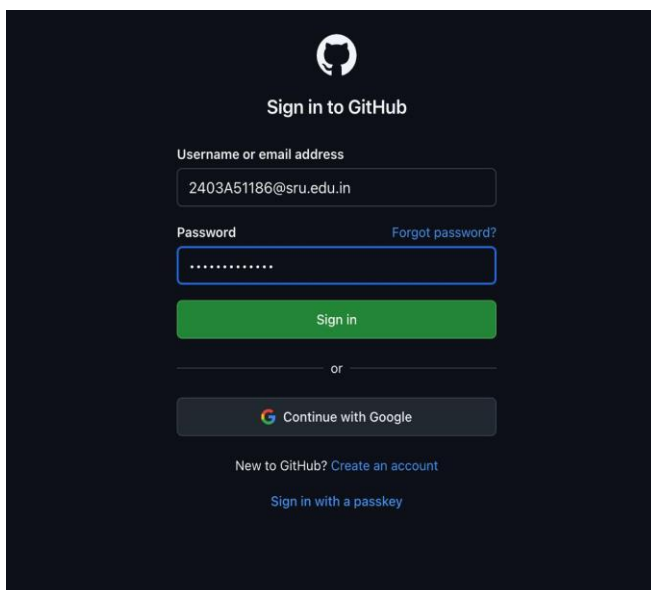 Sign in to GitHub
Username or email address
2403A51186@sru.edu.in
Password Forgot password?
•••••••••••••
Sign in
or
Continue with Google
New to GitHub? Create an account
Sign in with a passkey